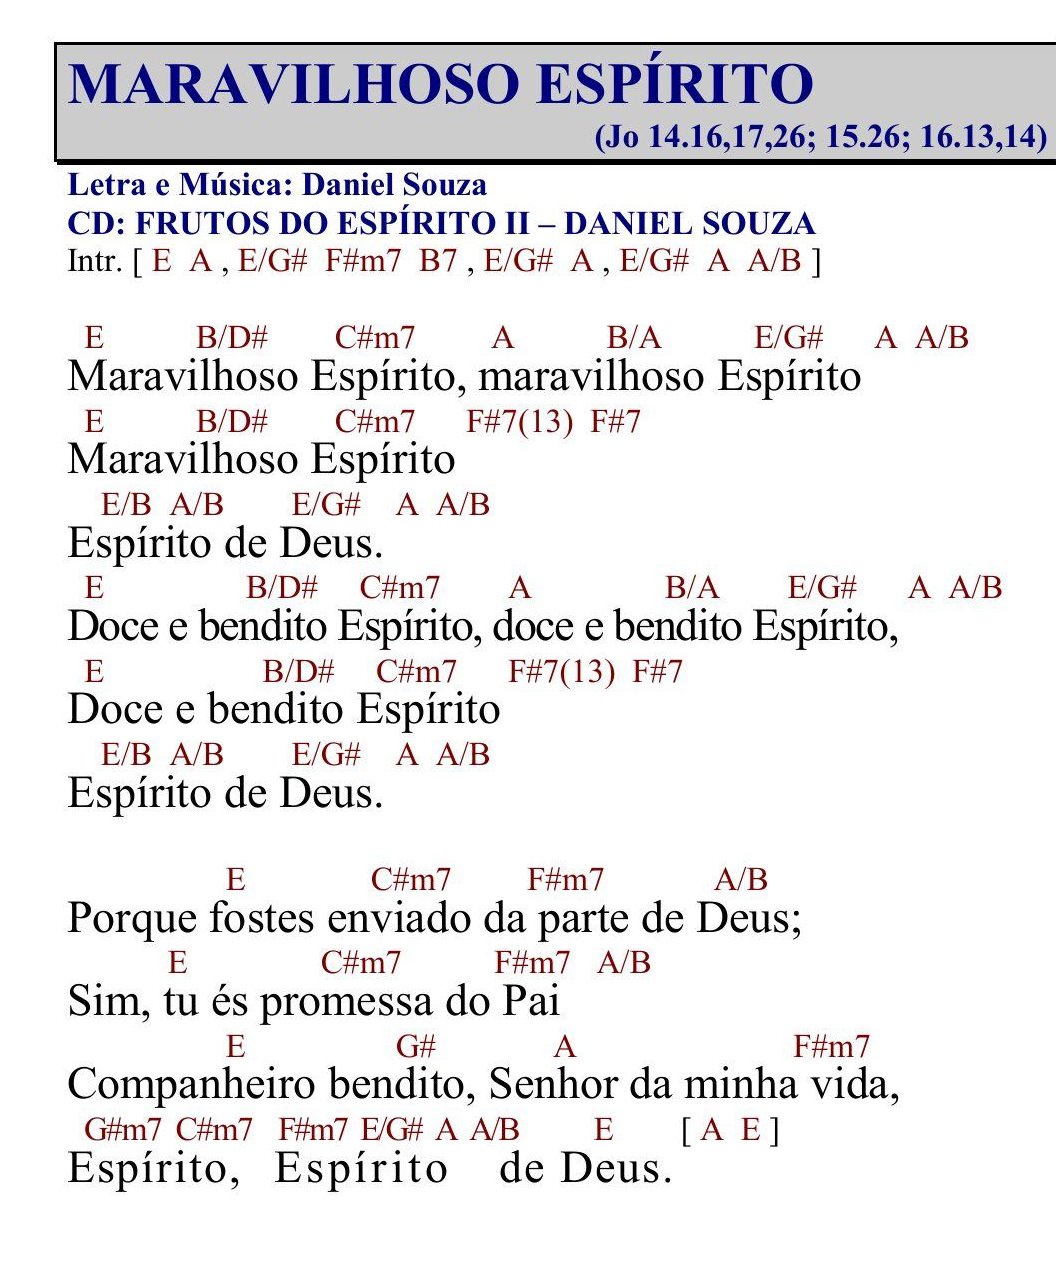 MARAVILHOSO ESPÍRITO
(Jo 14.16,17,26; 15.26; 16.13,14)
Letra e Música: Daniel Souza
CD: FRUTOS DO ESPÍRITO II – DANIEL SOUZA
Intr. [ E A , E/G# F#m7 B7 , E/G# A , E/G# A A/B ]
E B/D# C#m7 A B/A E/G# A A/B
Maravilhoso Espírito, maravilhoso Espírito
E B/D# C#m7 F#7(13) F#7
Maravilhoso Espírito
E/B A/B E/G# A A/B
Espírito de Deus.
E B/D# C#m7 A B/A E/G# A A/B
Doce e bendito Espírito, doce e bendito Espírito,
E B/D# C#m7 F#7(13) F#7
Doce e bendito Espírito
E/B A/B E/G# A A/B
Espírito de Deus.
E C#m7 F#m7 A/B
Porque fostes enviado da parte de Deus;
E C#m7 F#m7 A/B
Sim, tu és promessa do Pai
E G# A F#m7
Companheiro bendito, Senhor da minha vida,
G#m7 C#m7 F#m7 E/G# A A/B E [ A E ]
Espírito, Espírito de Deus.